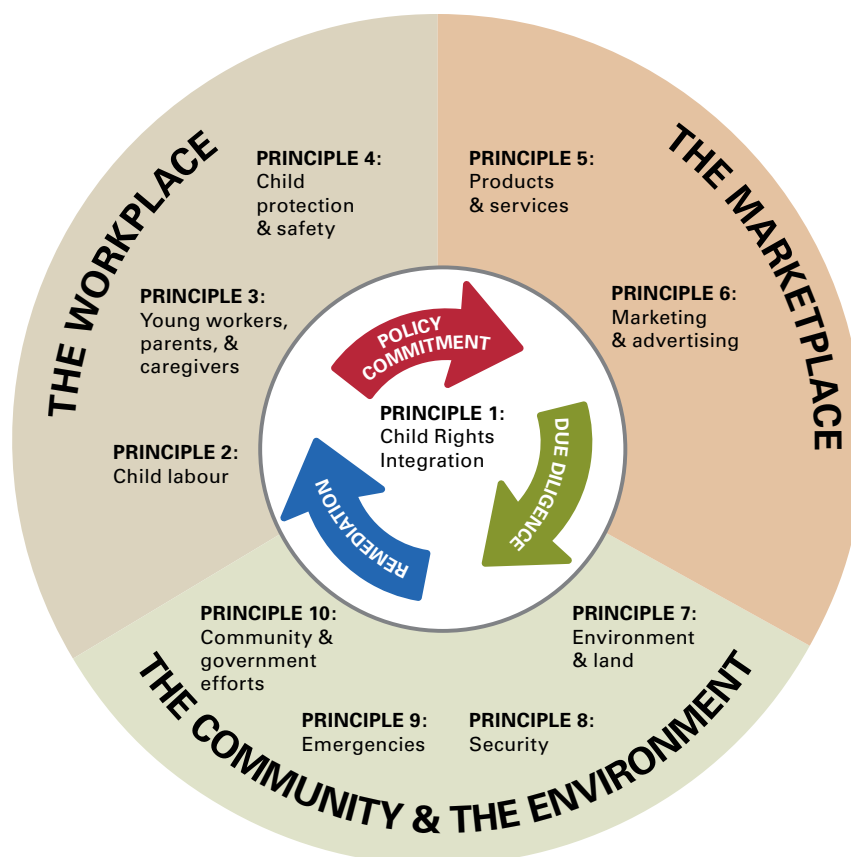 THE WORKPLACE
PRINCIPLE 4:
Child
protection
& safety
PRINCIPLE 3:
Young workers,
parents, &
caregivers
PRINCIPLE 2:
Child labour
THE MARKETPLACE
PRINCIPLE 5:
Products
& services
PRINCIPLE 6:
Marketing
& advertising
POLICY
COMMITMENT
PRINCIPLE 1:
Child Rights
Integration
DUE DILIGENCE
REMEDIATION
PRINCIPLE 10:
Community &
government
efforts
PRINCIPLE 7:
Environment
& land
PRINCIPLE 9:
Emergencies
PRINCIPLE 8:
Security
THE COMMUNITY & THE ENVIRONMENT